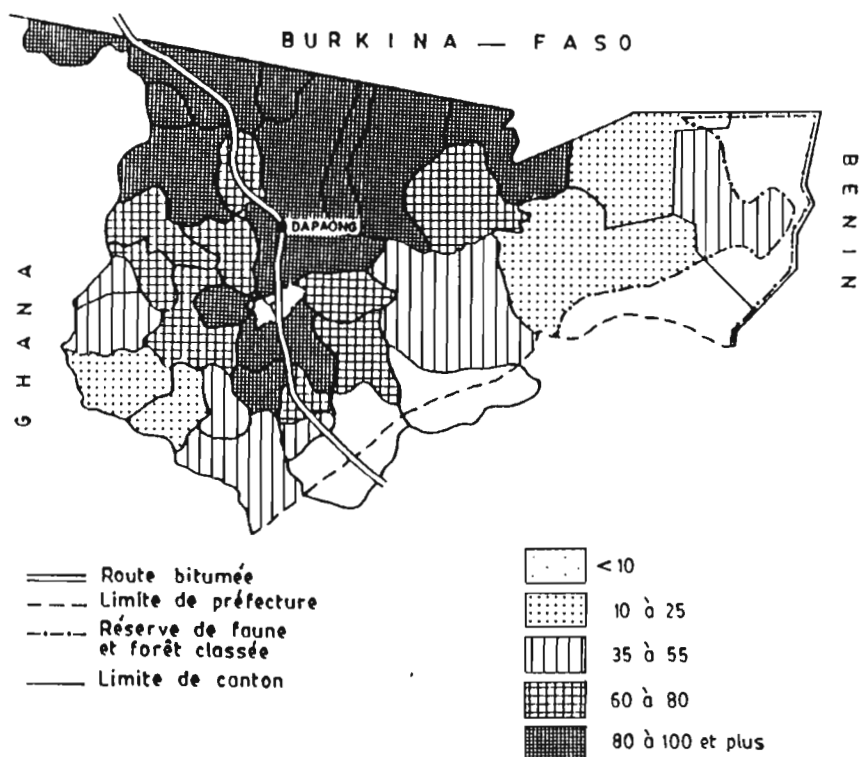 BURKINA — FASO
BÉNIN
DAPAONG
GHANA
Route bitumée
Limite de préfecture
Réserve de faune
et forêt classée
Limite de canton
< 10
10 à 25
35 à 55
60 à 80
80 à 100 et plus